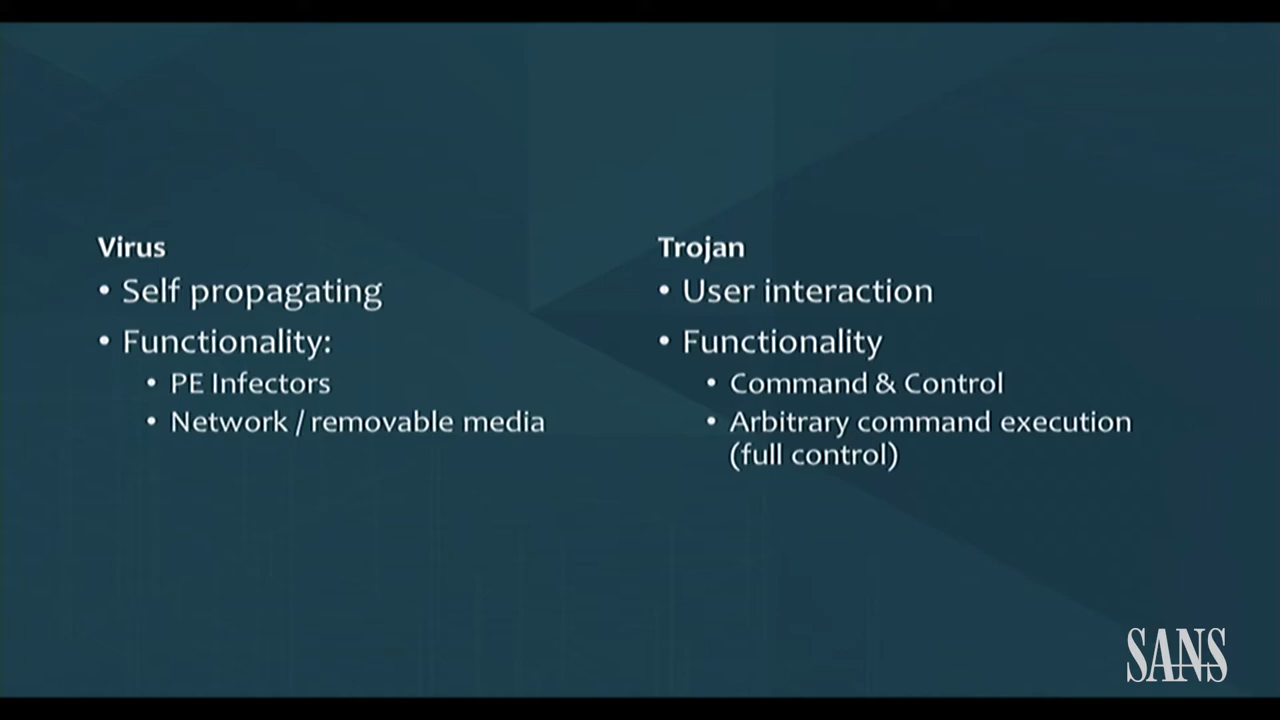 Virus
• Self propagating
• Functionality:
• PE Infectors
• Network / removable media
Trojan
• User interaction
• Functionality
• Command & Control
• Arbitrary command execution
(full control)
SANS